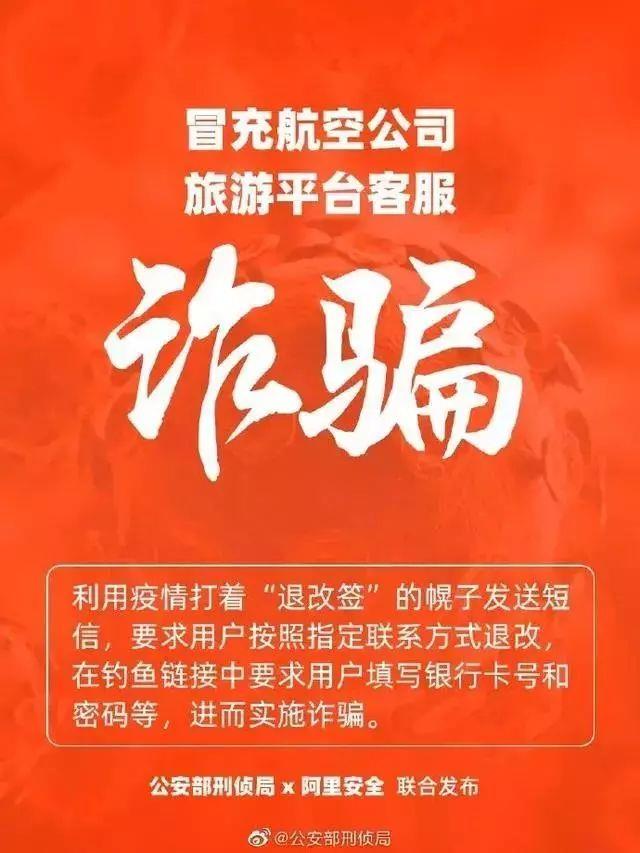 冒充航空公司
旅游平台客服
诈骗
利用疫情打着“退改签”的幌子发送短
信，要求用户按照指定联系方式退改，
在钓鱼链接中要求用户填写银行卡号和
密码等，进而实施诈骗。
公安部刑侦局 x 阿里安全 联合发布
@公安部刑侦局